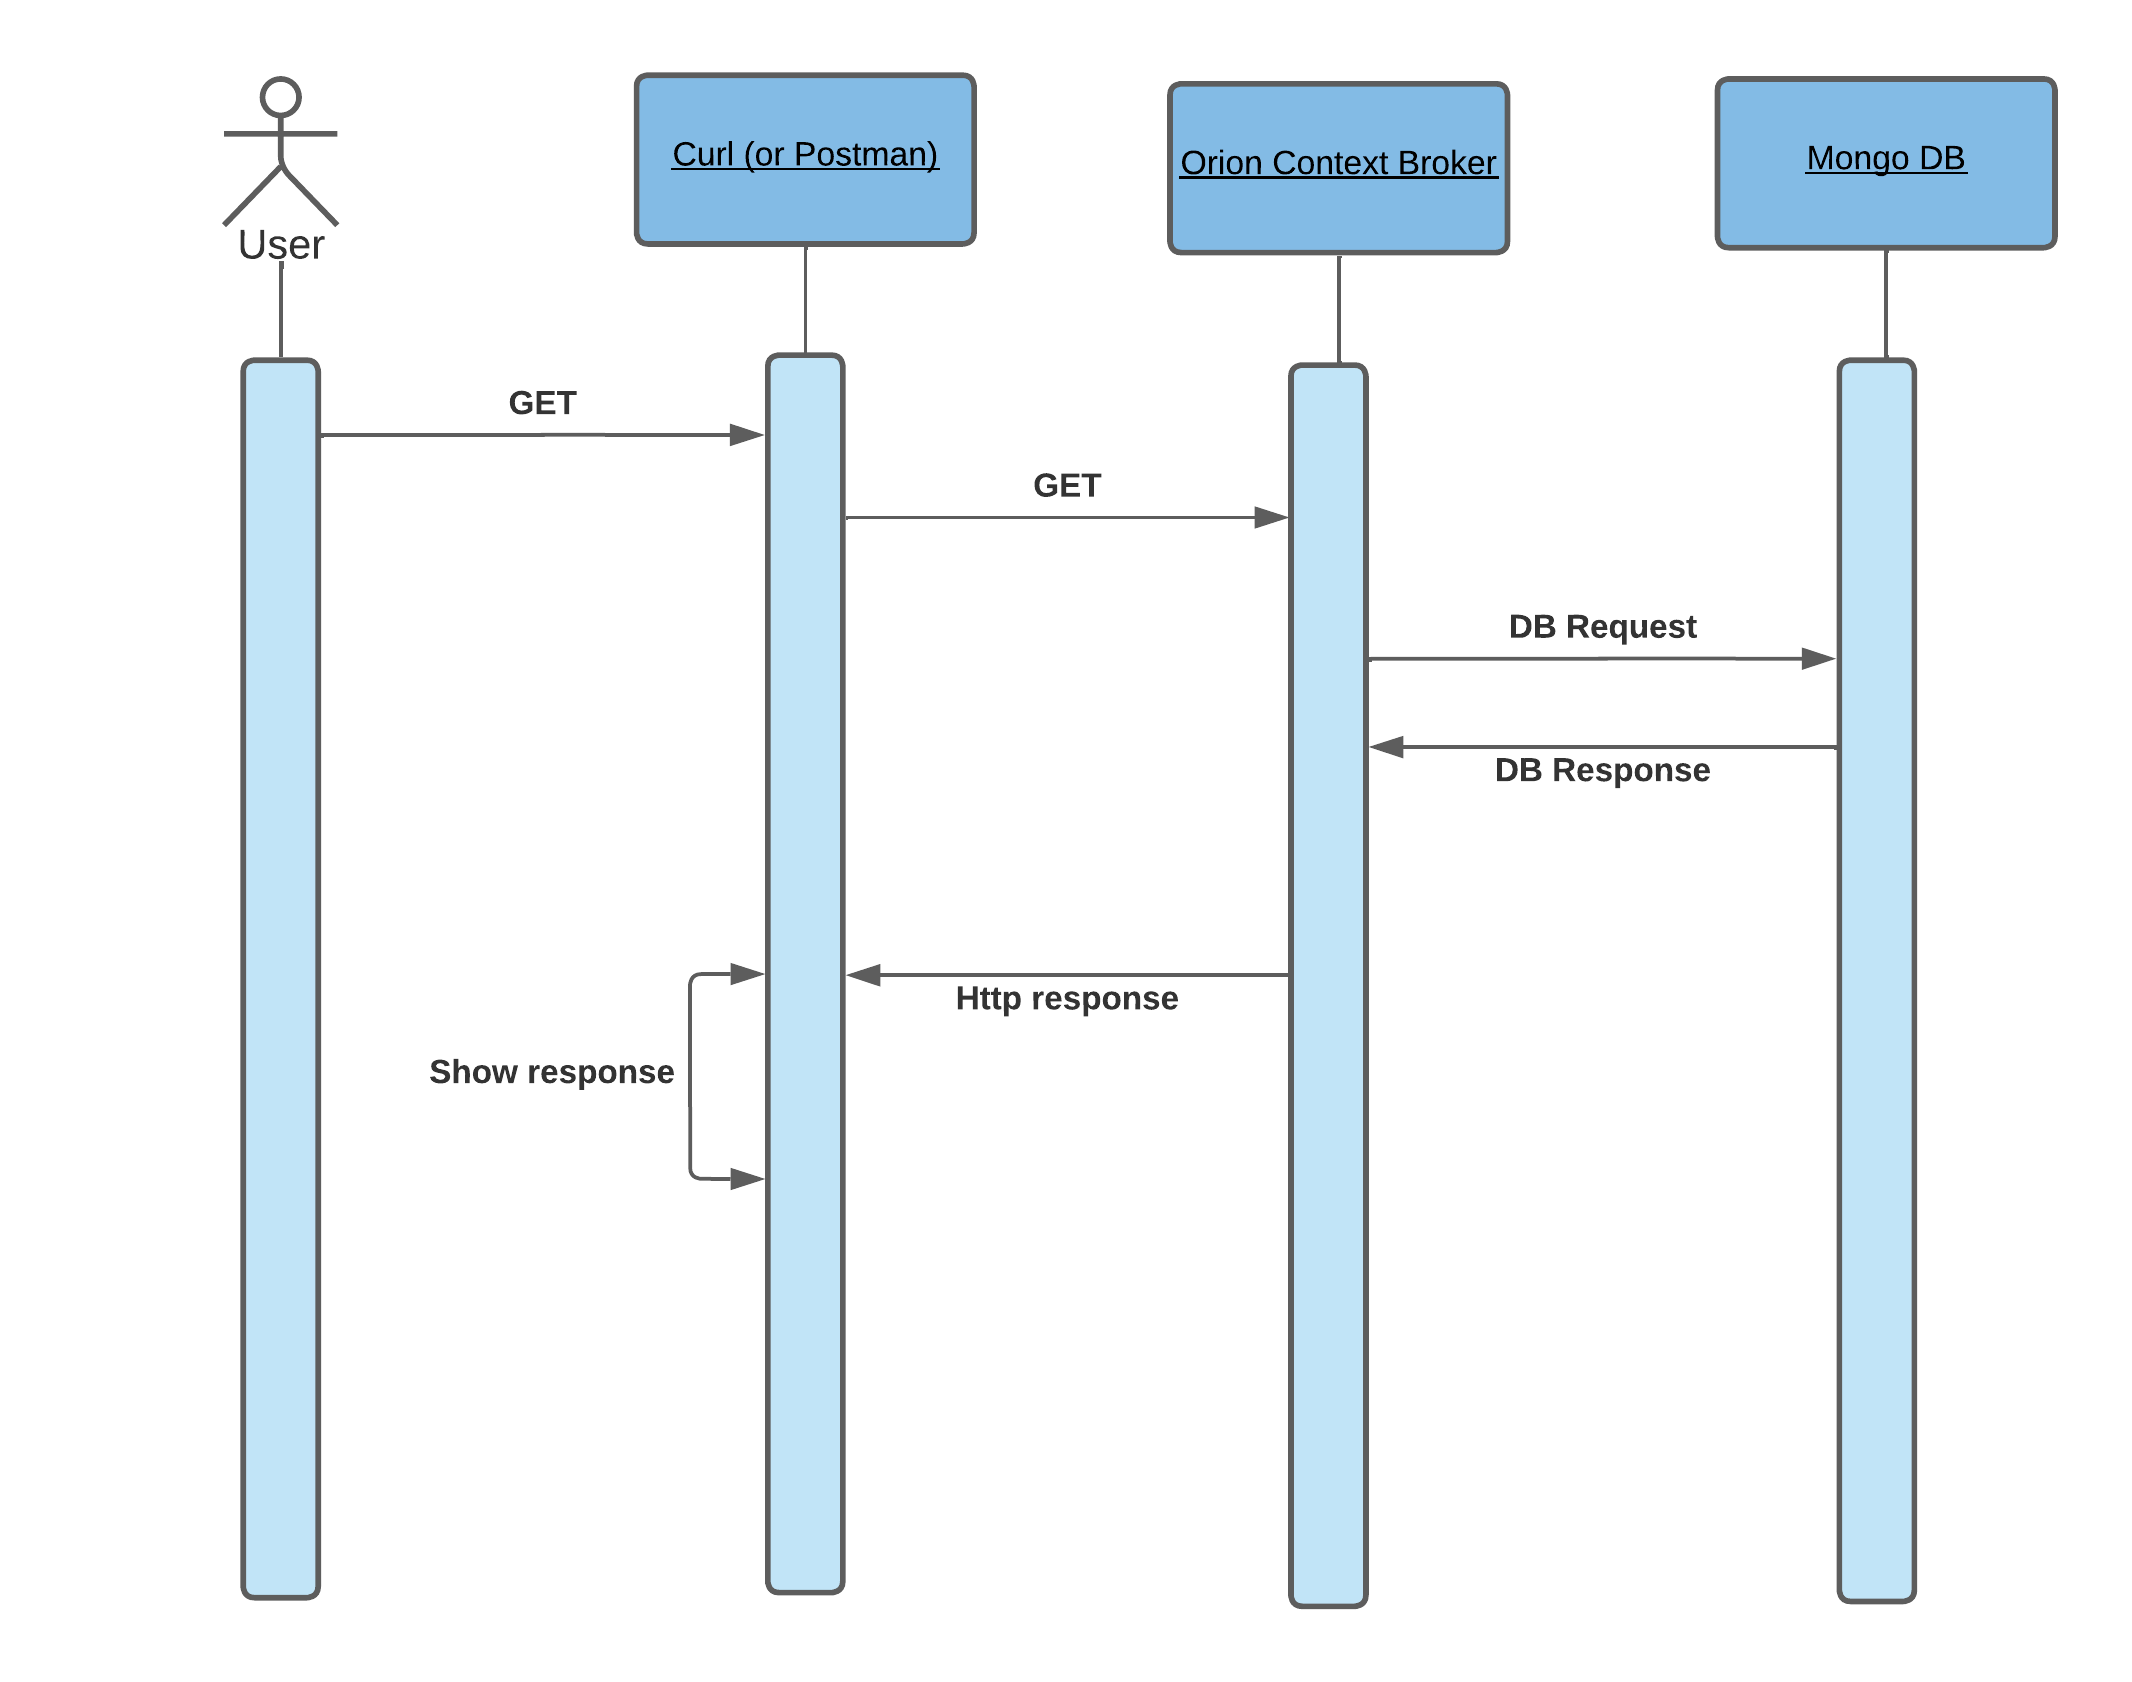 User
Curl (or Postman)
Orion Context Broker
Mongo DB
GET
GET
DB Request
DB Response
Http response
Show response